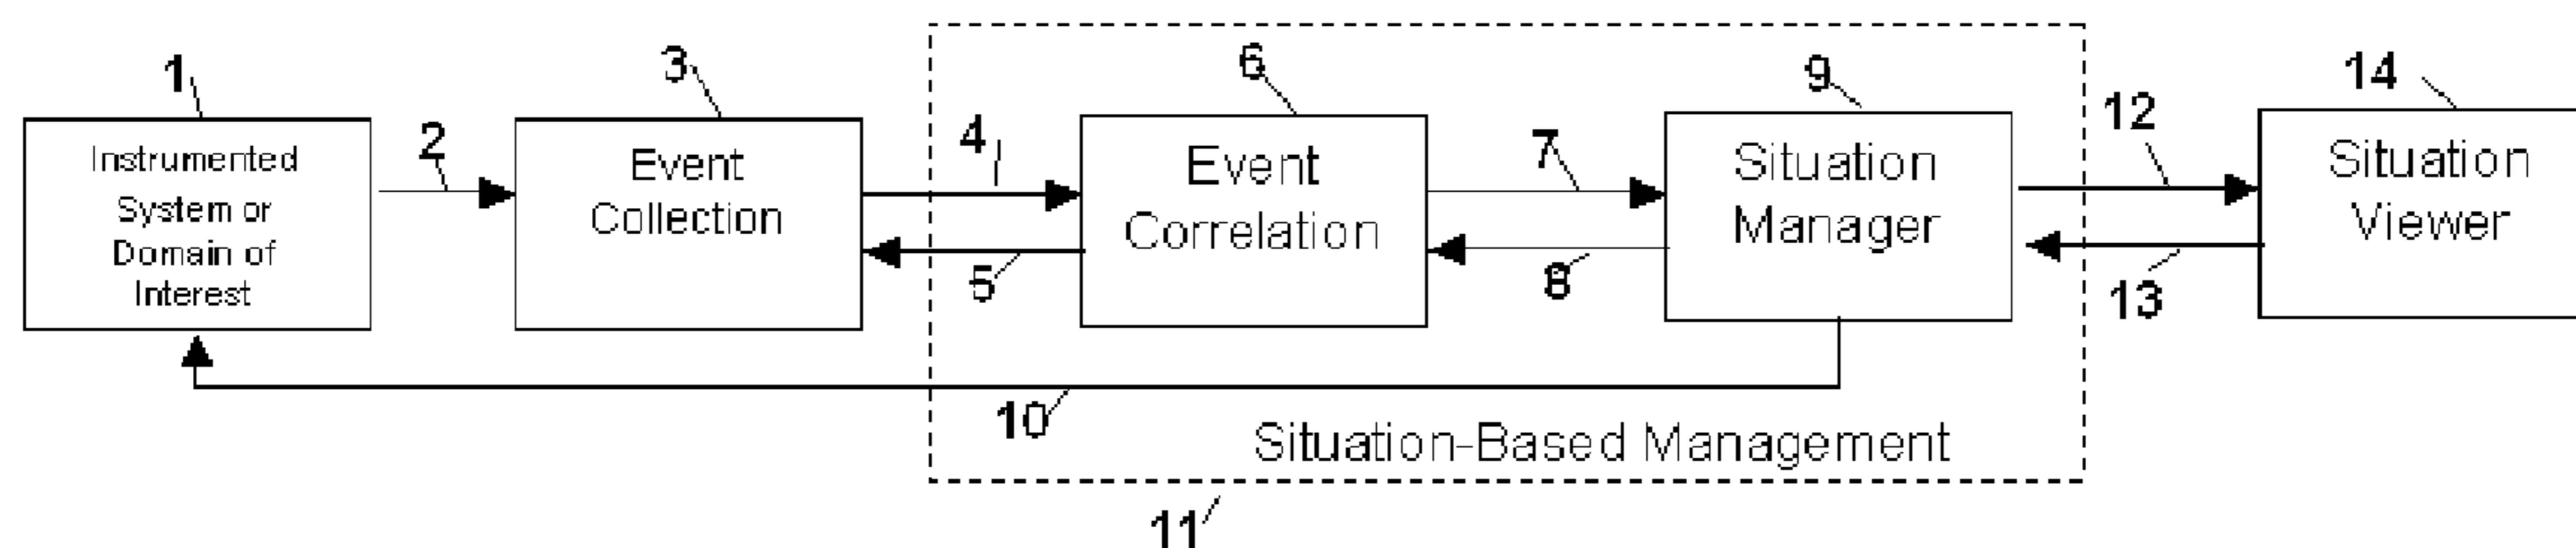 1
Instrumented
System or
Domain of
Interest
2
3
Event
Collection
4
5
6
Event
Correlation
7
8
9
Situation
Manager
10
Situation-Based Management
11
12
13
14
Situation
Viewer